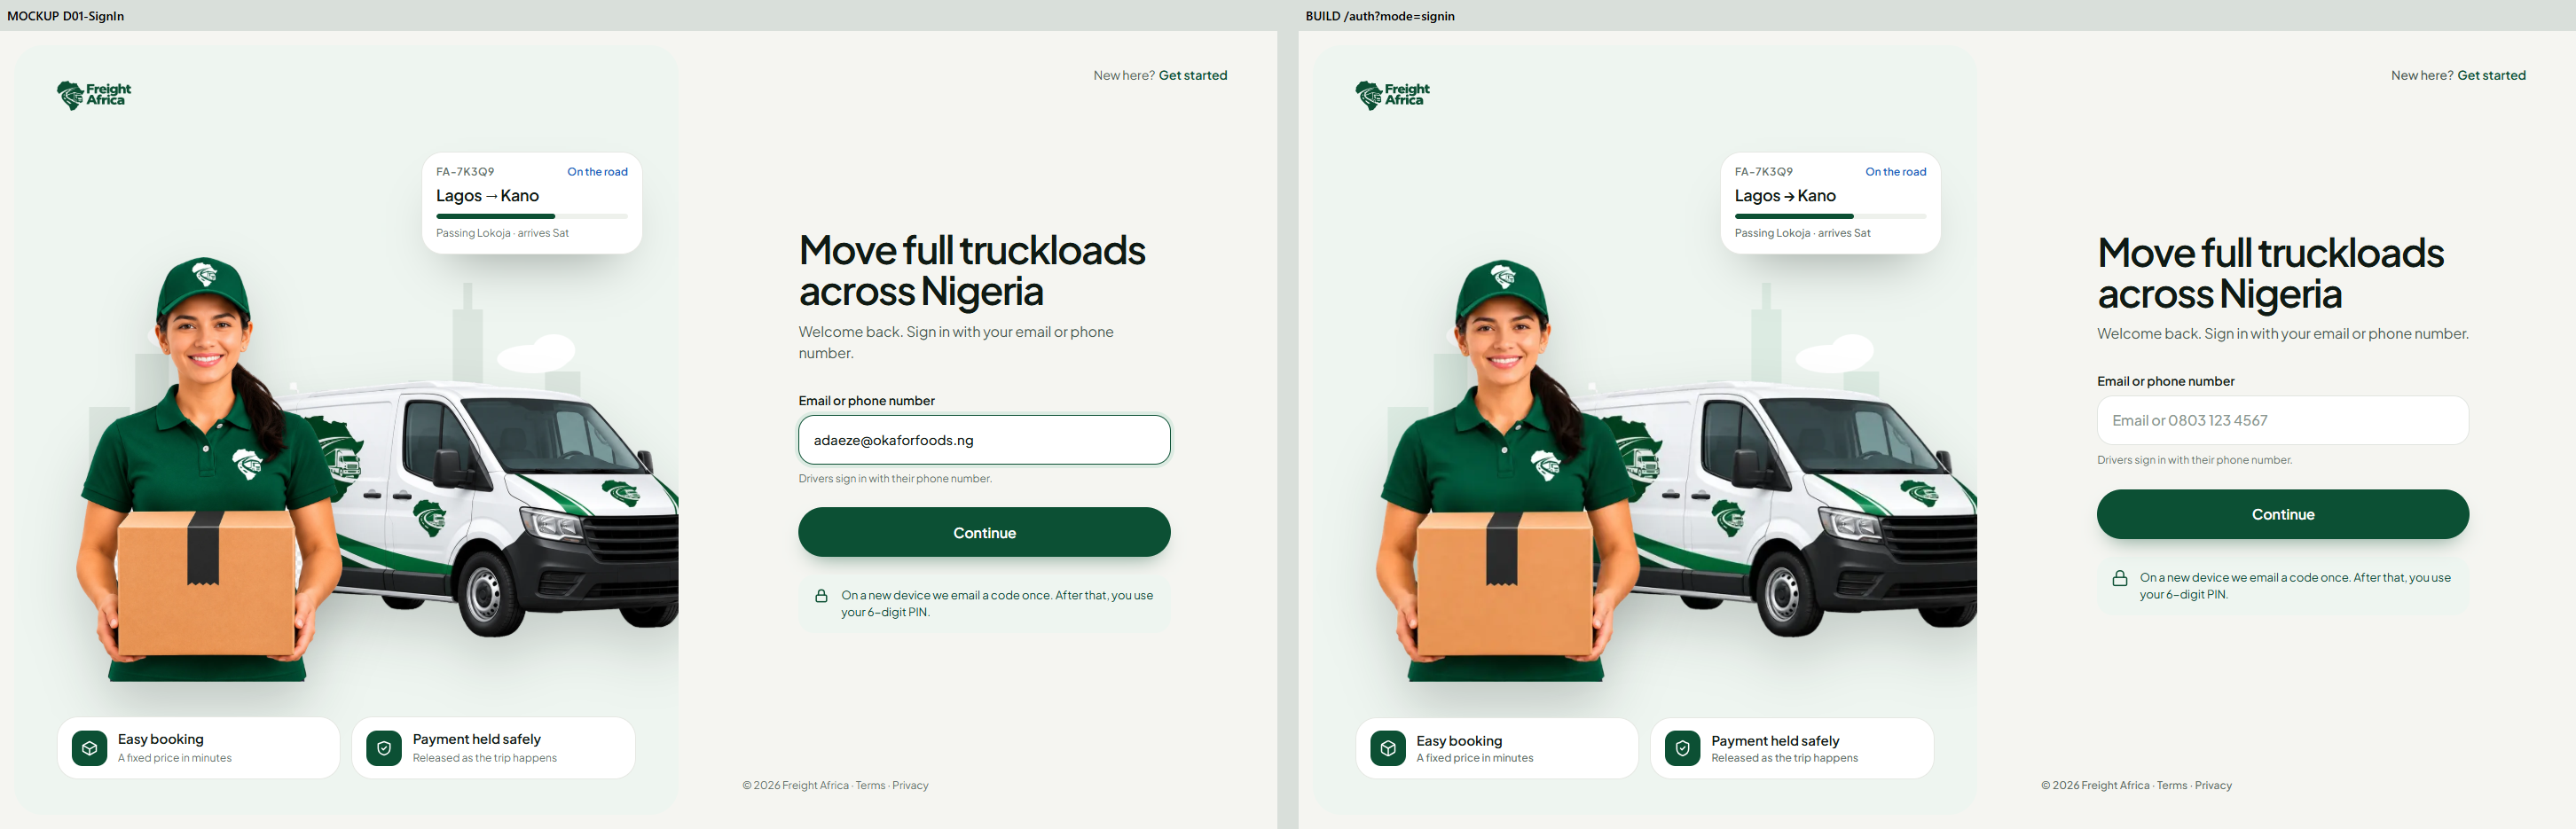 MOCKUP D01-SignIn
Freight
Africa
New here? Get started
FA-7K3Q9 On the road
Lagos → Kano
Passing Lokoja · arrives Sat
Move full truckloads
across Nigeria
Welcome back. Sign in with your email or phone
number.
Email or phone number
adaeze@okaforfoods.ng
Drivers sign in with their phone number.
Continue
On a new device we email a code once. After that, you use
your 6-digit PIN.
Easy booking
A fixed price in minutes
Payment held safely
Released as the trip happens
© 2026 Freight Africa · Terms · Privacy
BUILD /auth?mode=signin
Freight
Africa
New here? Get started
FA-7K3Q9 On the road
Lagos → Kano
Passing Lokoja · arrives Sat
Move full truckloads
across Nigeria
Welcome back. Sign in with your email or phone number.
Email or phone number
Email or 0803 123 4567
Drivers sign in with their phone number.
Continue
On a new device we email a code once. After that, you use
your 6-digit PIN.
Easy booking
A fixed price in minutes
Payment held safely
Released as the trip happens
© 2026 Freight Africa · Terms · Privacy